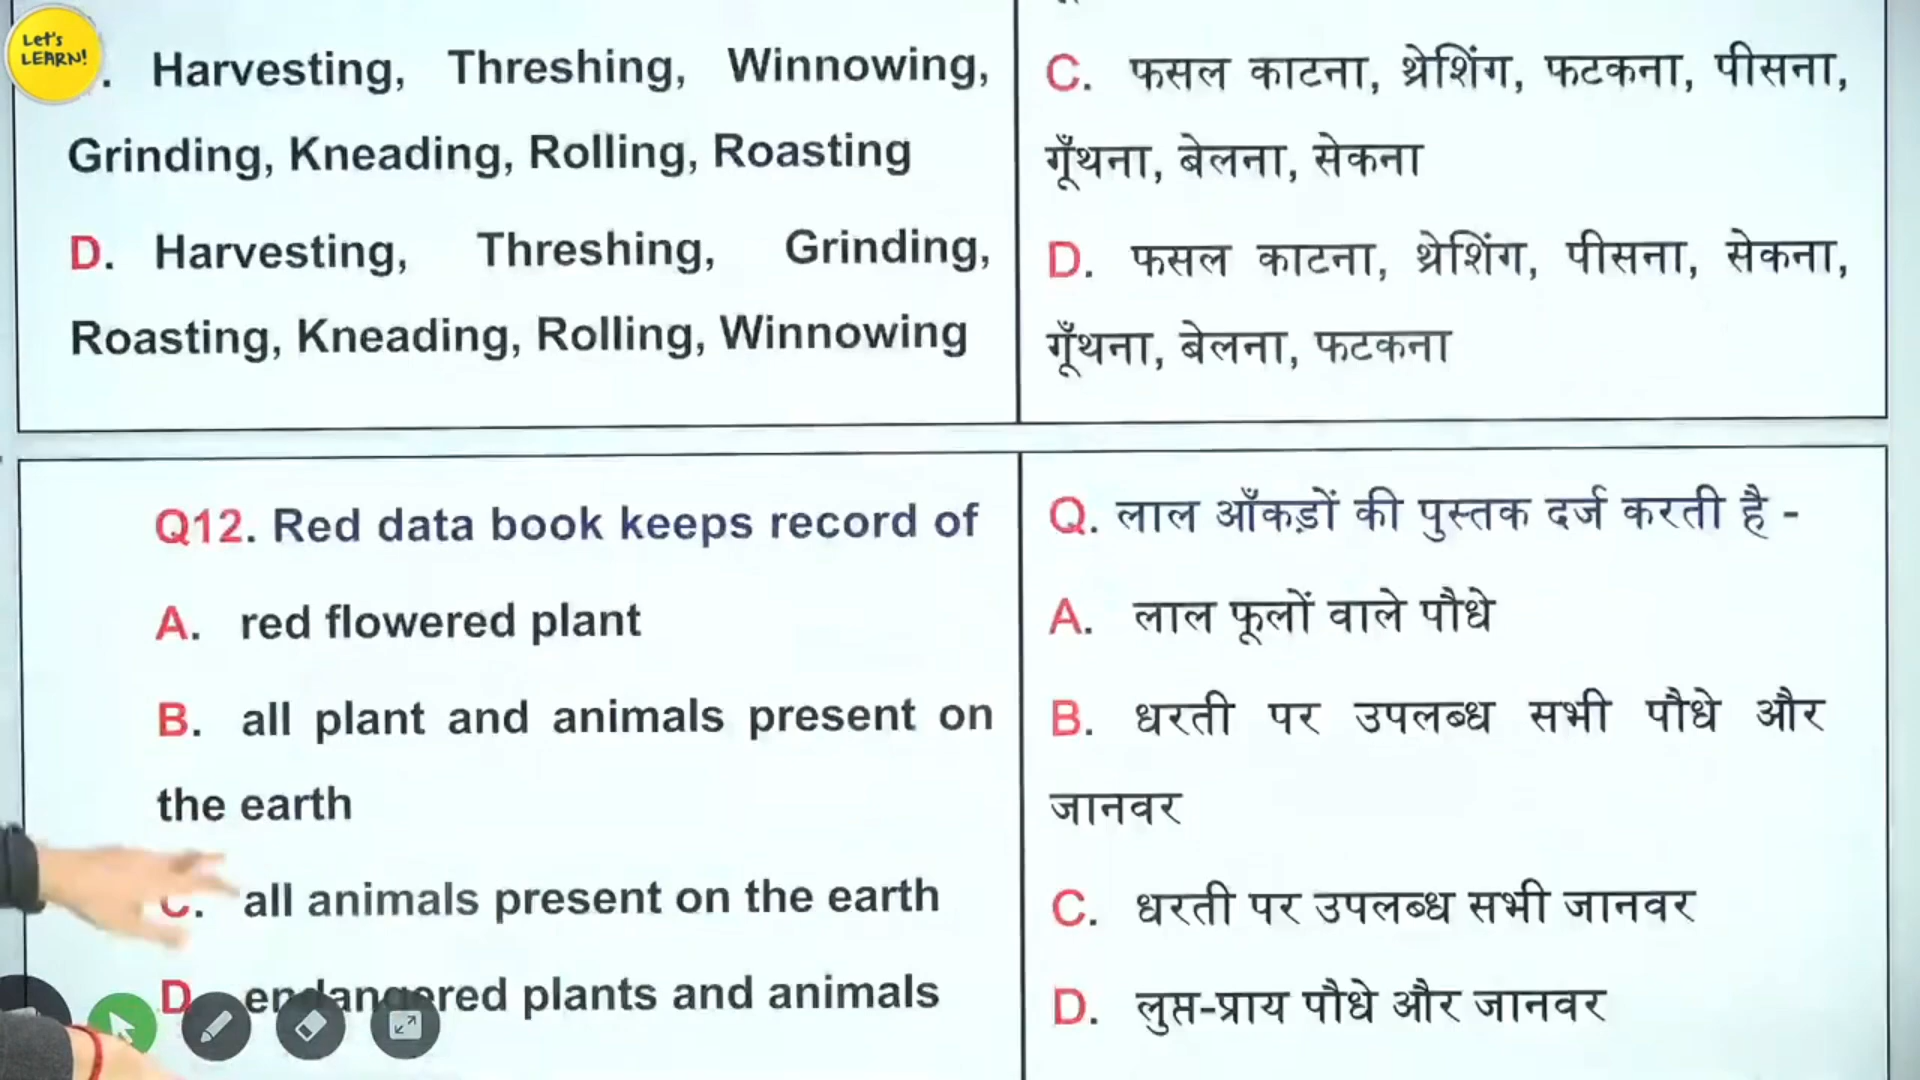 Let's
LEARN!
. Harvesting, Threshing, Winnowing,
Grinding, Kneading, Rolling, Roasting
D. Harvesting, Threshing, Grinding,
Roasting, Kneading, Rolling, Winnowing
C. फसल काटना, थ्रेशिंग, फटकना, पीसना,
गूँथना, बेलना, सेकना
D. फसल काटना, थ्रेशिंग, पीसना, सेकना,
गूँथना, बेलना, फटकना
Q12. Red data book keeps record of
A. red flowered plant
B. all plant and animals present on
the earth
C. all animals present on the earth
D. endangered plants and animals
Q. लाल आँकड़ों की पुस्तक दर्ज करती है -
A. लाल फूलों वाले पौधे
B. धरती पर उपलब्ध सभी पौधे और
जानवर
C. धरती पर उपलब्ध सभी जानवर
D. लुप्त-प्राय पौधे और जानवर